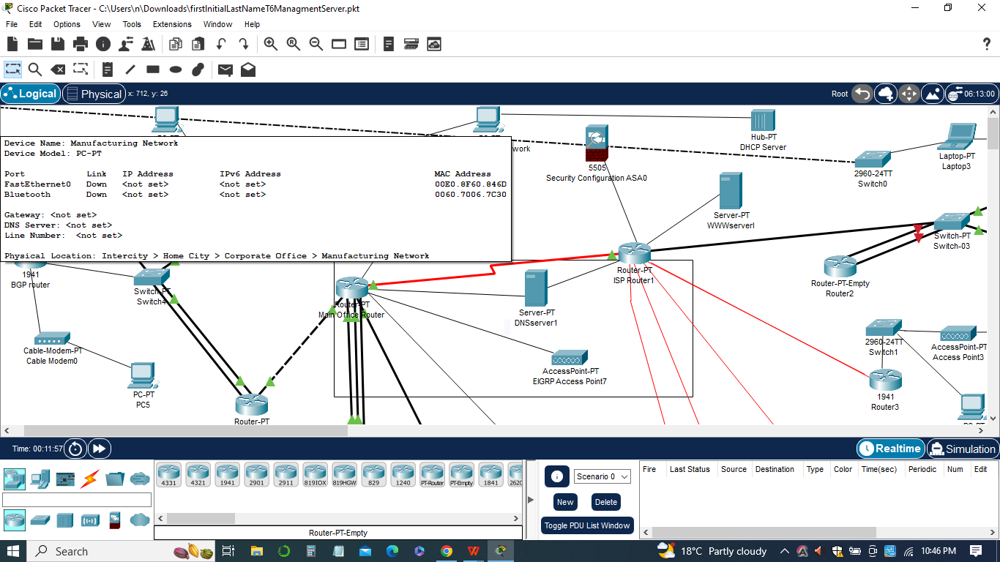 Cisco Packet Tracer - C:\Users\n\Downloads\firstInitialLastNameT6ManagmentServer.pkt
File Edit Options View Tools Extensions Window Help
Logical Physical x: 712, y: 26 Root 06:13:00
Device Name: Manufacturing Network
Device Model: PC-PT
Port Link IP Address IPv6 Address MAC Address
FastEthernet0 Down <not set> <not set> 00E0.8F60.846D
Bluetooth Down <not set> <not set> 0060.7006.7C30
Gateway: <not set>
DNS Server: <not set>
Line Number: <not set>
Physical Location: Intercity > Home City > Corporate Office > Manufacturing Network
work
5505
Security Configuration ASA0
Hub-PT
DHCP Server
2960-24TT
Switch0
Laptop-PT
Laptop3
Server-PT
WWWserverI
Switch-PT
Switch-03
Router-PT
ISP Router1
Router-PT-Empty
Router2
1941
BGP router
Switch-PT
Switch4
Router-PT
Main Office Router
Server-PT
DNSserver1
Cable-Modem-PT
Cable Modem0
PC-PT
PC5
AccessPoint-PT
EIGRP Access Point7
2960-24TT
Switch1
AccessPoint-PT
Access Point3
1941
Router3
Router-PT
Time: 00:11:57 Realtime Simulation
4331 4321 1941 2901 2911 819IOX 819HGW 829 1240 PT-Router PT-Empty 1841 2620
Router-PT-Empty
Scenario 0
New Delete
Toggle PDU List Window
Fire Last Status Source Destination Type Color Time(sec) Periodic Num Edit
Search 18°C Partly cloudy 10:46 PM